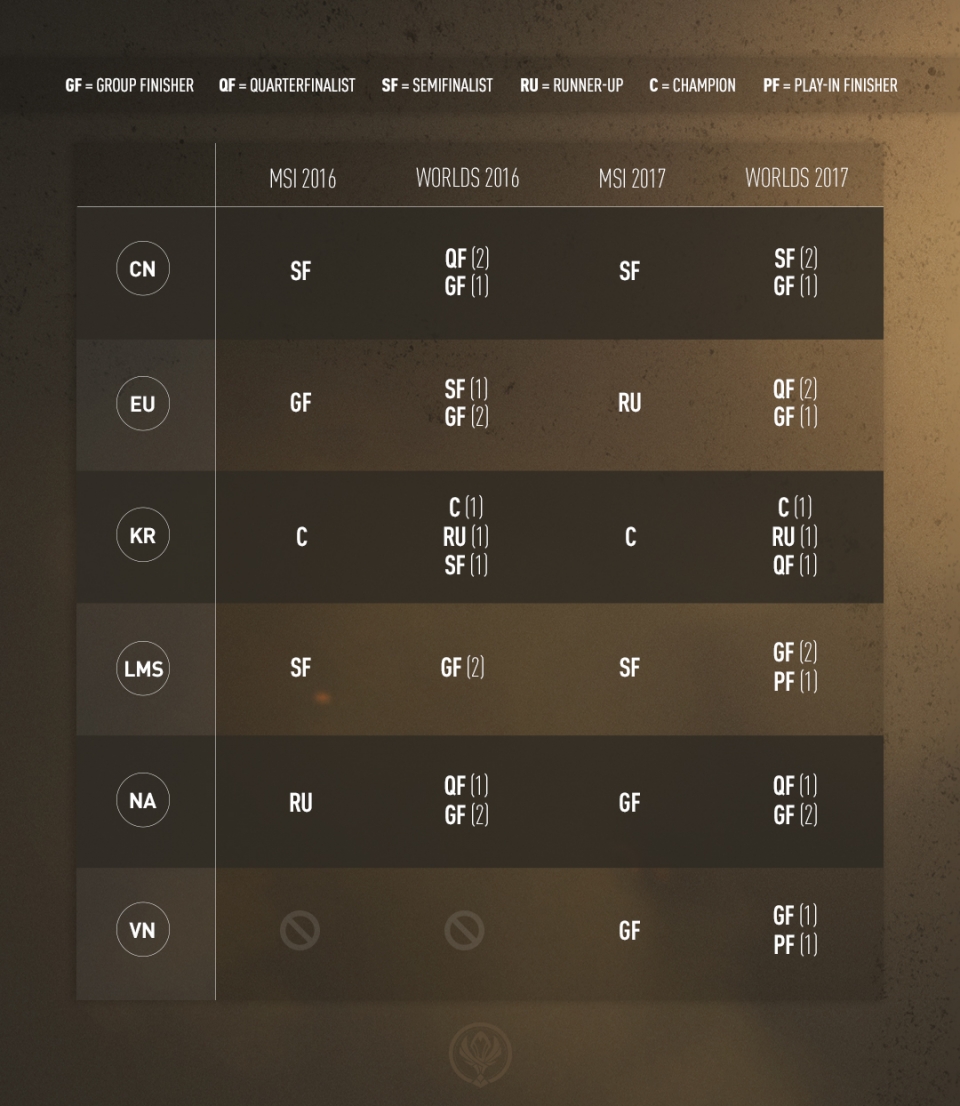 GF = GROUP FINISHER QF = QUARTERFINALIST SF = SEMIFINALIST RU = RUNNER-UP C = CHAMPION PF = PLAY-IN FINISHER
MSI 2016 WORLDS 2016 MSI 2017 WORLDS 2017
CN SF QF (2) GF (1) SF SF (2) GF (1)
EU GF SF (1) GF (2) RU QF (2) GF (1)
KR C C (1) RU (1) SF (1) C C (1) RU (1) QF (1)
LMS SF GF (2) SF GF (2) PF (1)
NA RU QF (1) GF (2) GF QF (1) GF (2)
VN GF GF (1) PF (1)